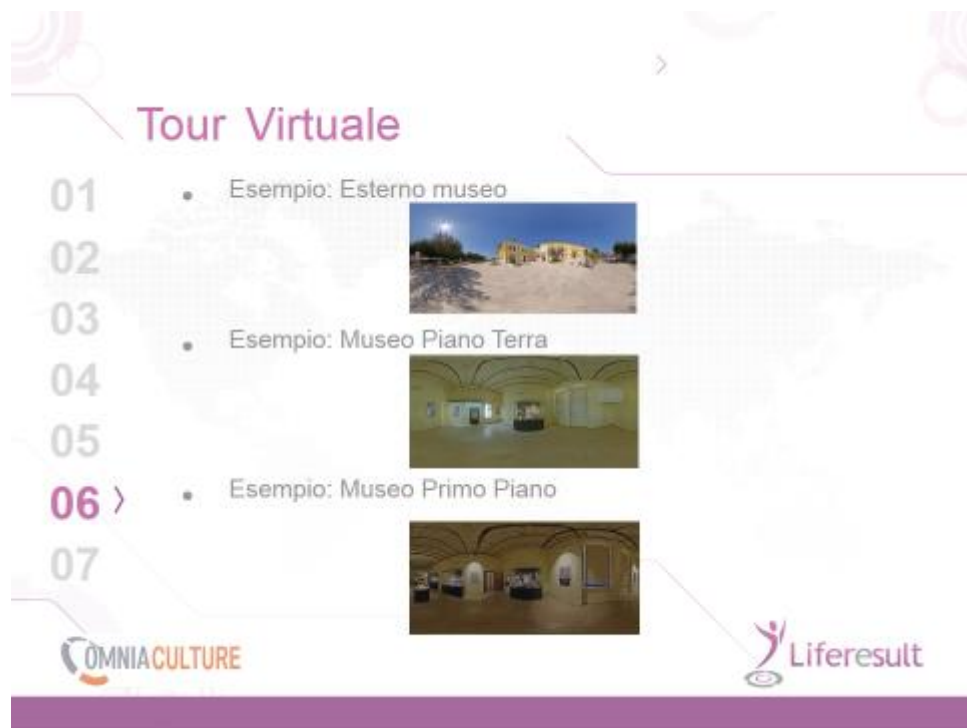 Tour Virtuale
01
02
03
04
05
06
07
• Esempio: Esterno museo
• Esempio: Museo Piano Terra
• Esempio: Museo Primo Piano
OMNIACULTURE
Liferesult